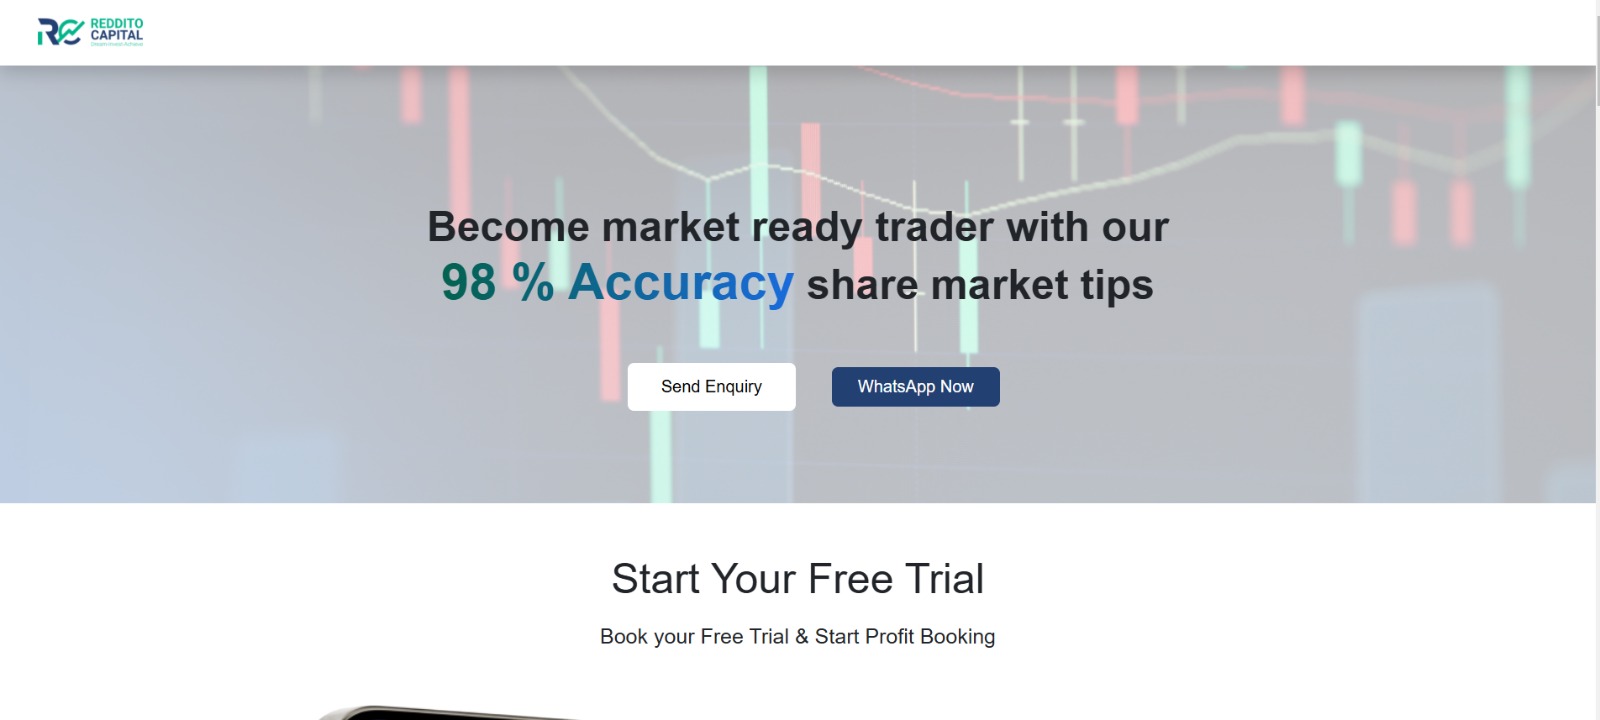 REDDITO
CAPITAL
Become market ready trader with our
98 % Accuracy share market tips
Send Enquiry
WhatsApp Now
Start Your Free Trial
Book your Free Trial & Start Profit Booking